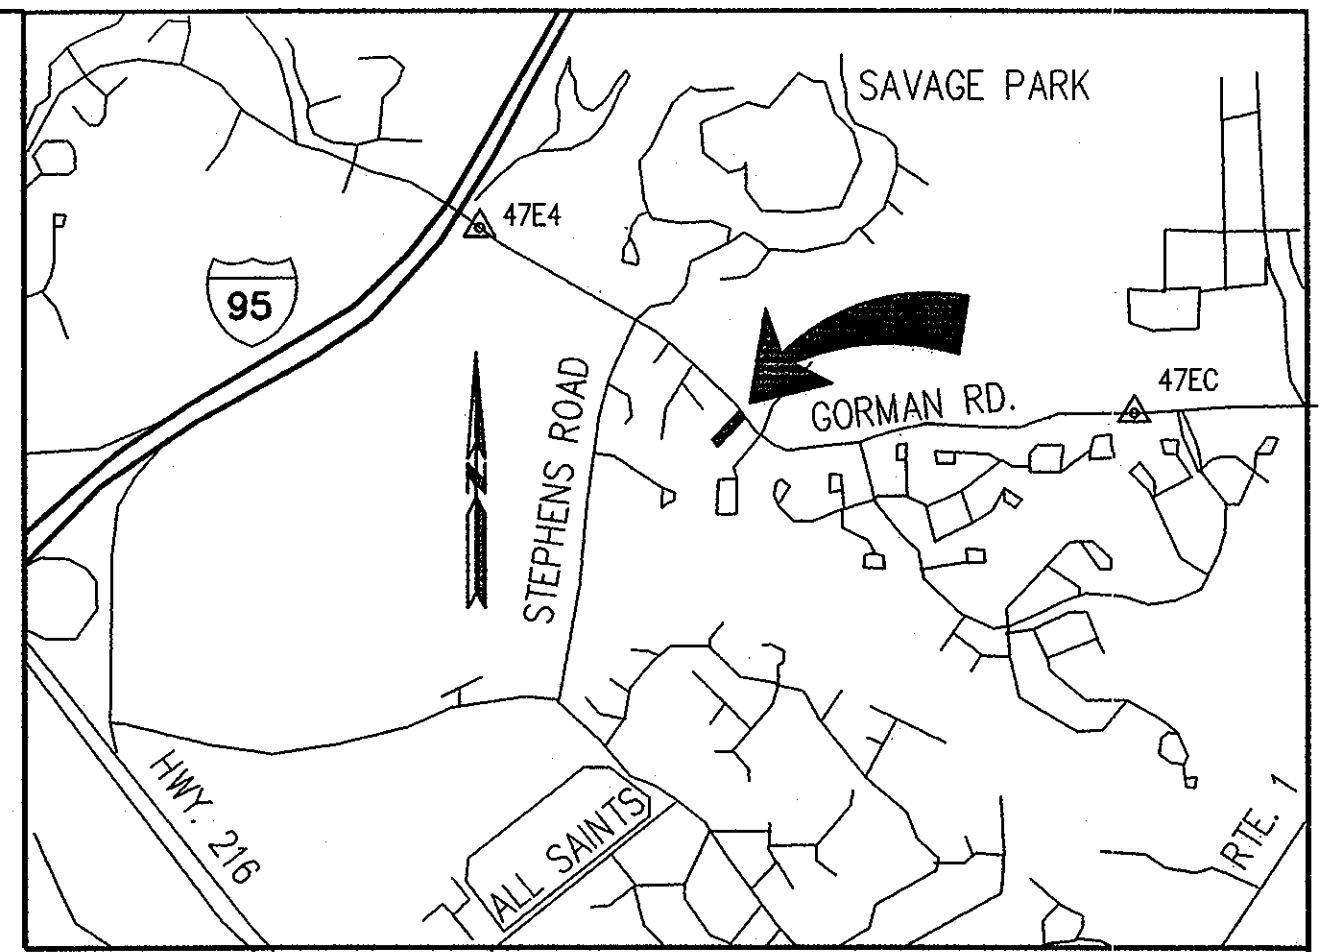 SAVAGE PARK
47E4
95
47EC
GORMAN RD.
STEPHENS ROAD
N
HWY. 216
ALL SAINTS
RTE. 1